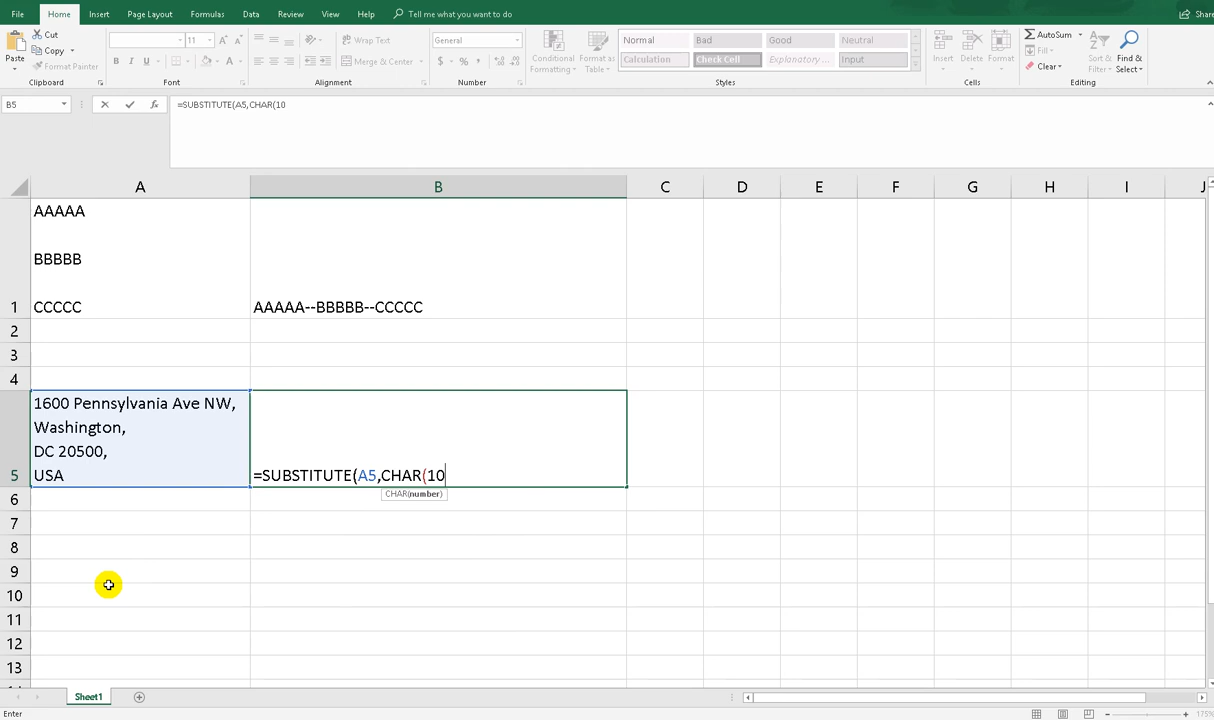 File Home Insert Page Layout Formulas Data Review View Help Tell me what you want to do Share
Paste Cut Copy Format Painter
11 B I U A
Wrap Text Merge & Center
General $ % ,
Conditional Formatting Format as Table
Normal Bad Good Neutral
Calculation Check Cell Explanatory ... Input
Insert Delete Format
AutoSum Fill Clear Sort & Filter Find & Select
Clipboard Font Alignment Number Styles Cells Editing
B5 fx =SUBSTITUTE(A5,CHAR(10
A B C D E F G H I J
AAAAA
BBBBB
1 CCCCC AAAAA--BBBBB--CCCCC
2
3
4
1600 Pennsylvania Ave NW,
Washington,
DC 20500,
5 USA =SUBSTITUTE(A5,CHAR(10
CHAR(number)
6
7
8
9
10
11
12
13
Sheet1
Enter 175%